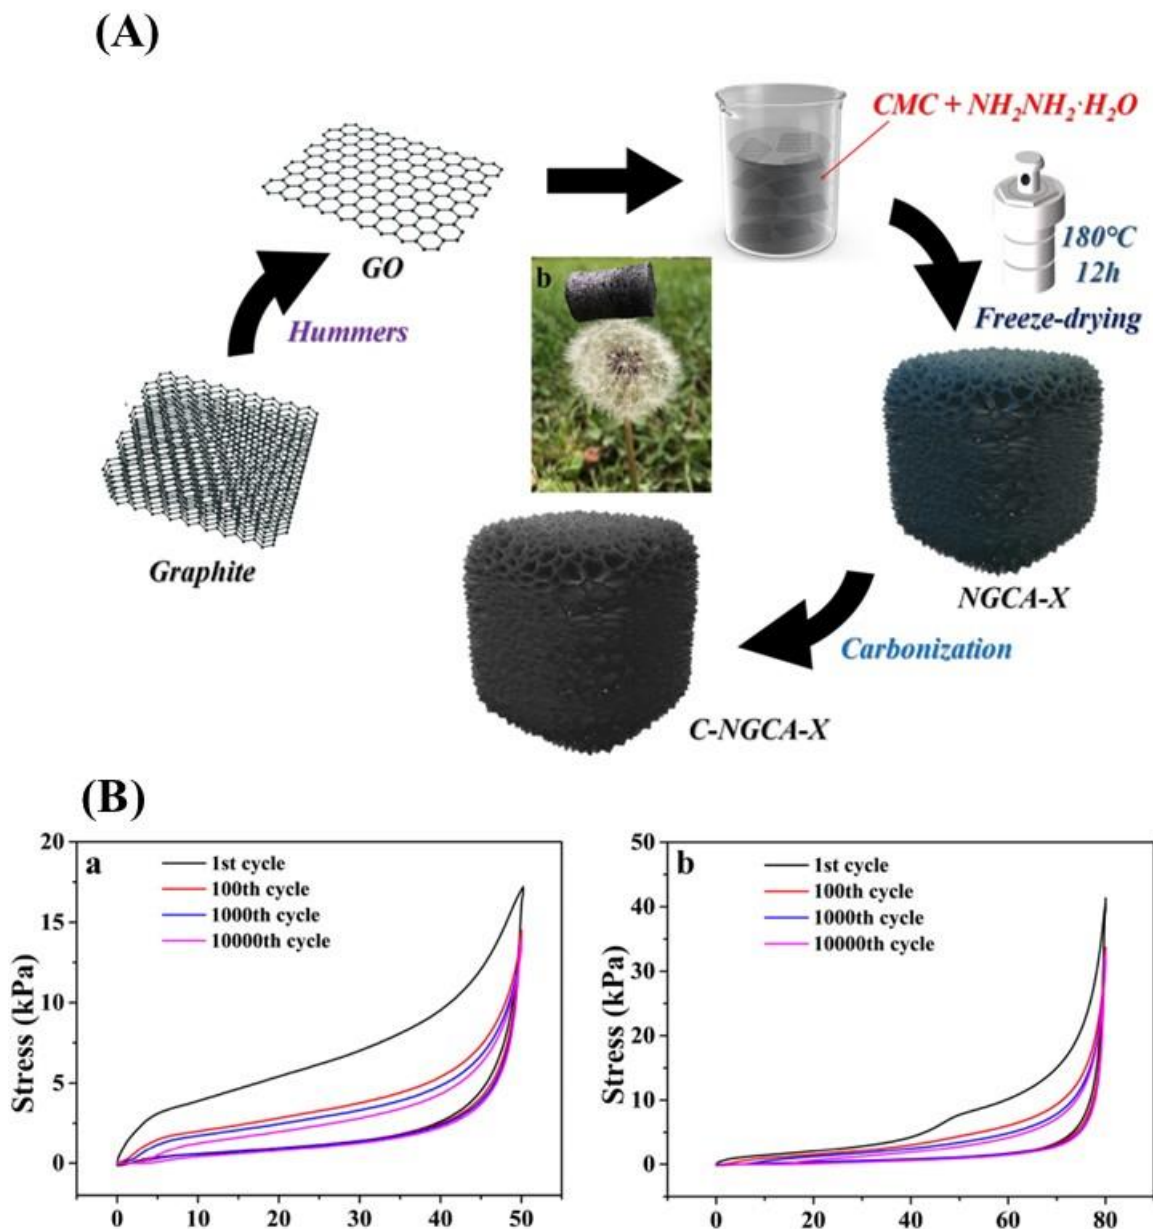 (A)
CMC + NH₂NH₂·H₂O
180°C
12h
GO
b
Hummers
Freeze-drying
Graphite
NGCA-X
Carbonization
C-NGCA-X
(B)
a
1st cycle
100th cycle
1000th cycle
10000th cycle
Stress (kPa)
20
15
10
5
0
0 10 20 30 40 50
b
1st cycle
100th cycle
1000th cycle
10000th cycle
Stress (kPa)
50
40
30
20
10
0
0 20 40 60 80